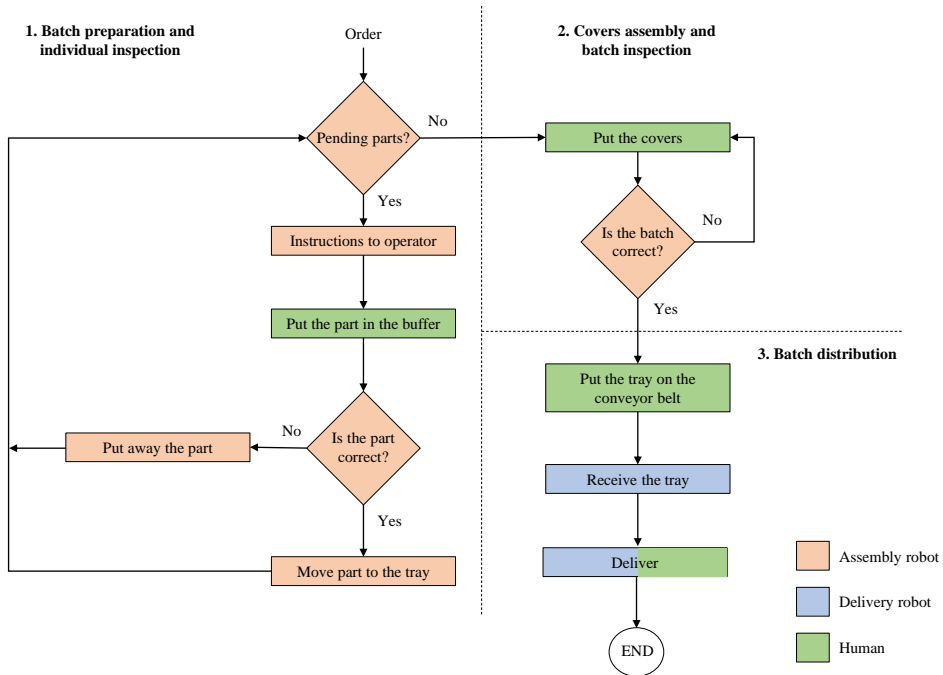 1. Batch preparation and
individual inspection
Order
Pending parts?
No
Yes
Instructions to operator
Put the part in the buffer
Is the part
correct?
No
Put away the part
Yes
Move part to the tray
2. Covers assembly and
batch inspection
Put the covers
Is the batch
correct?
No
Yes
3. Batch distribution
Put the tray on the
conveyor belt
Receive the tray
Deliver
END
Assembly robot
Delivery robot
Human